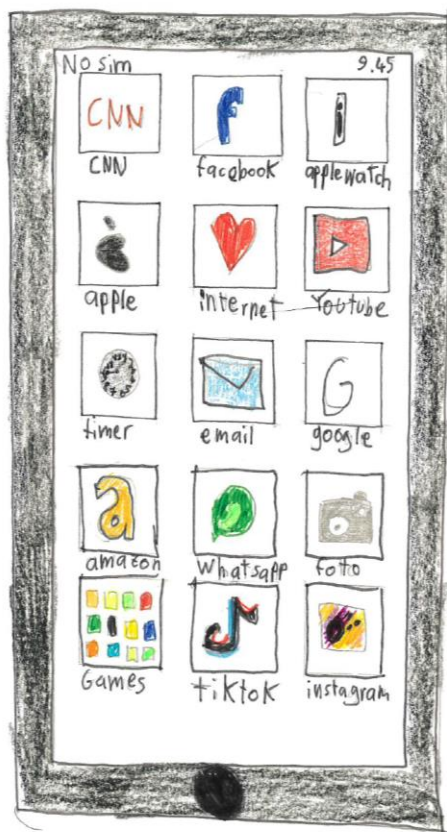 No sim 9.45
CNN f
CNN facebook applewatch
apple internet Youtube
G
timer email google
a
amazon Whatsapp foto
Games tiktok instagram